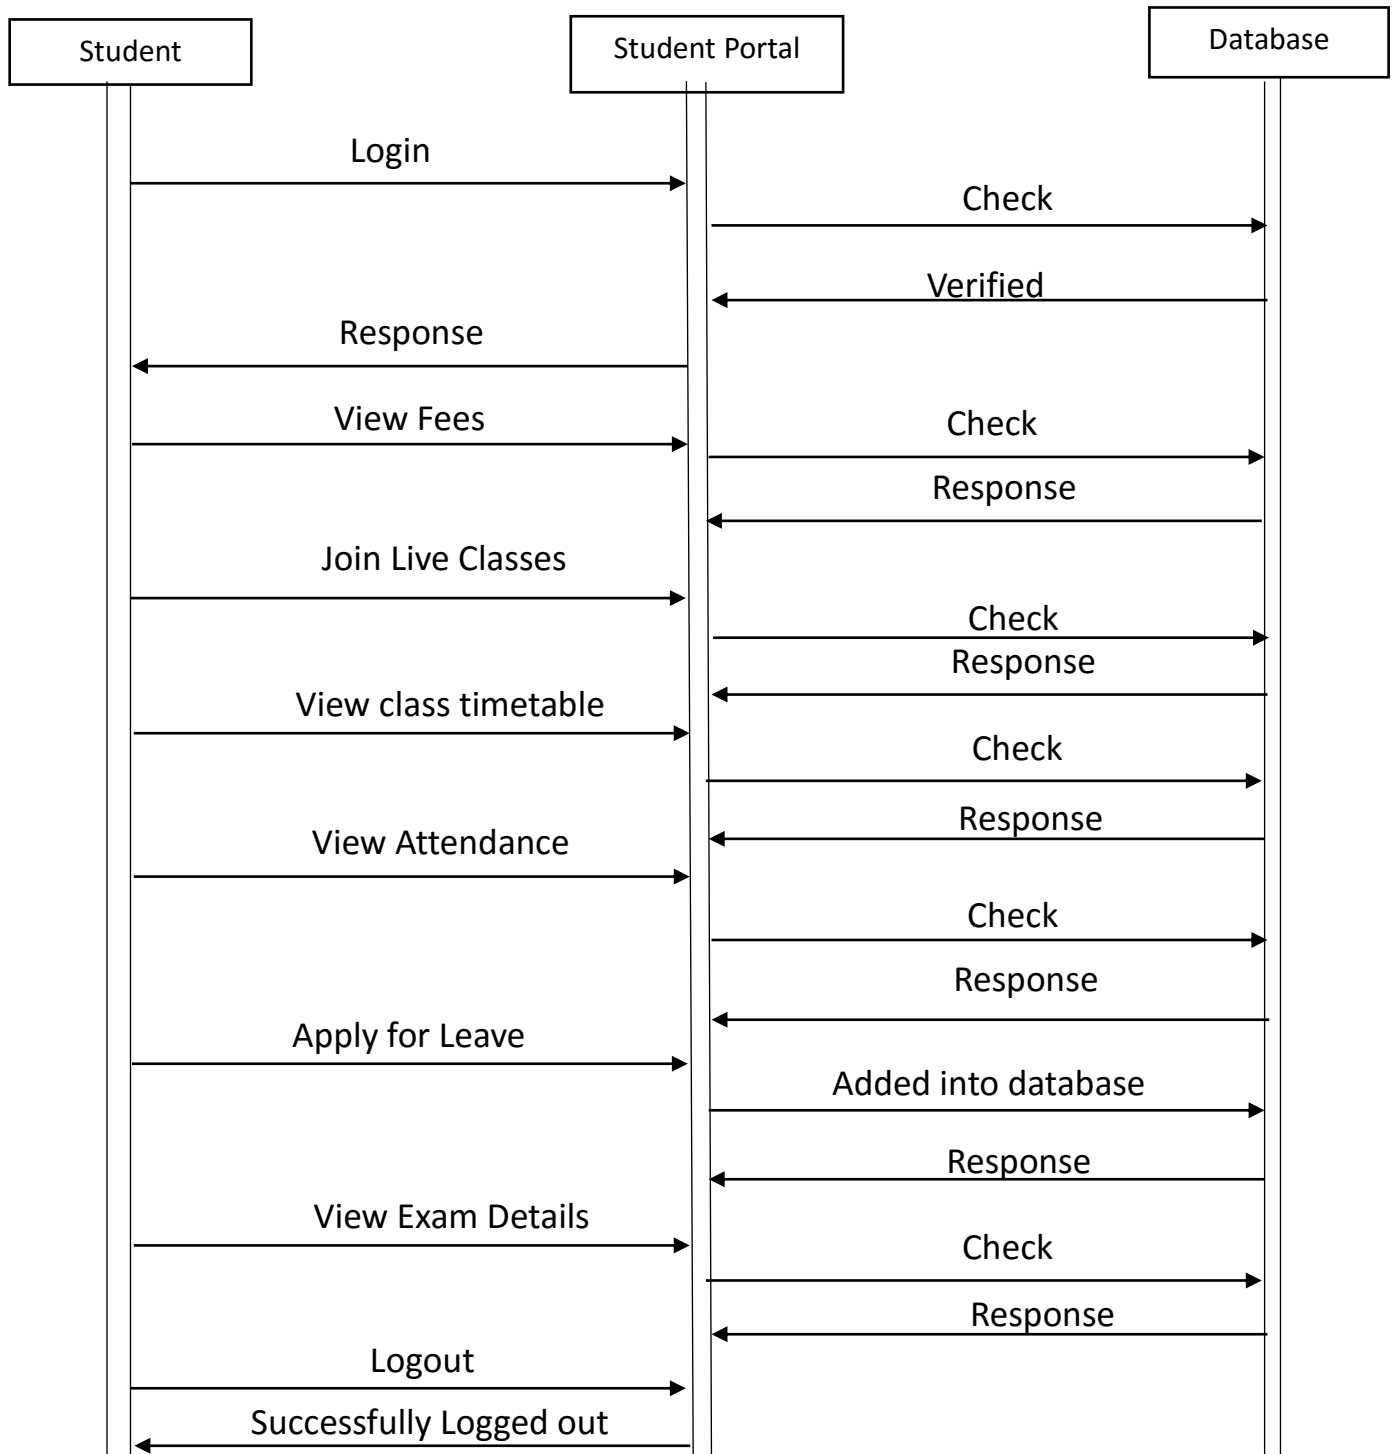 Student
Student Portal
Database
Login
Check
Verified
Response
View Fees
Check
Response
Join Live Classes
Check
Response
View class timetable
Check
Response
View Attendance
Check
Response
Apply for Leave
Added into database
Response
View Exam Details
Check
Response
Logout
Successfully Logged out